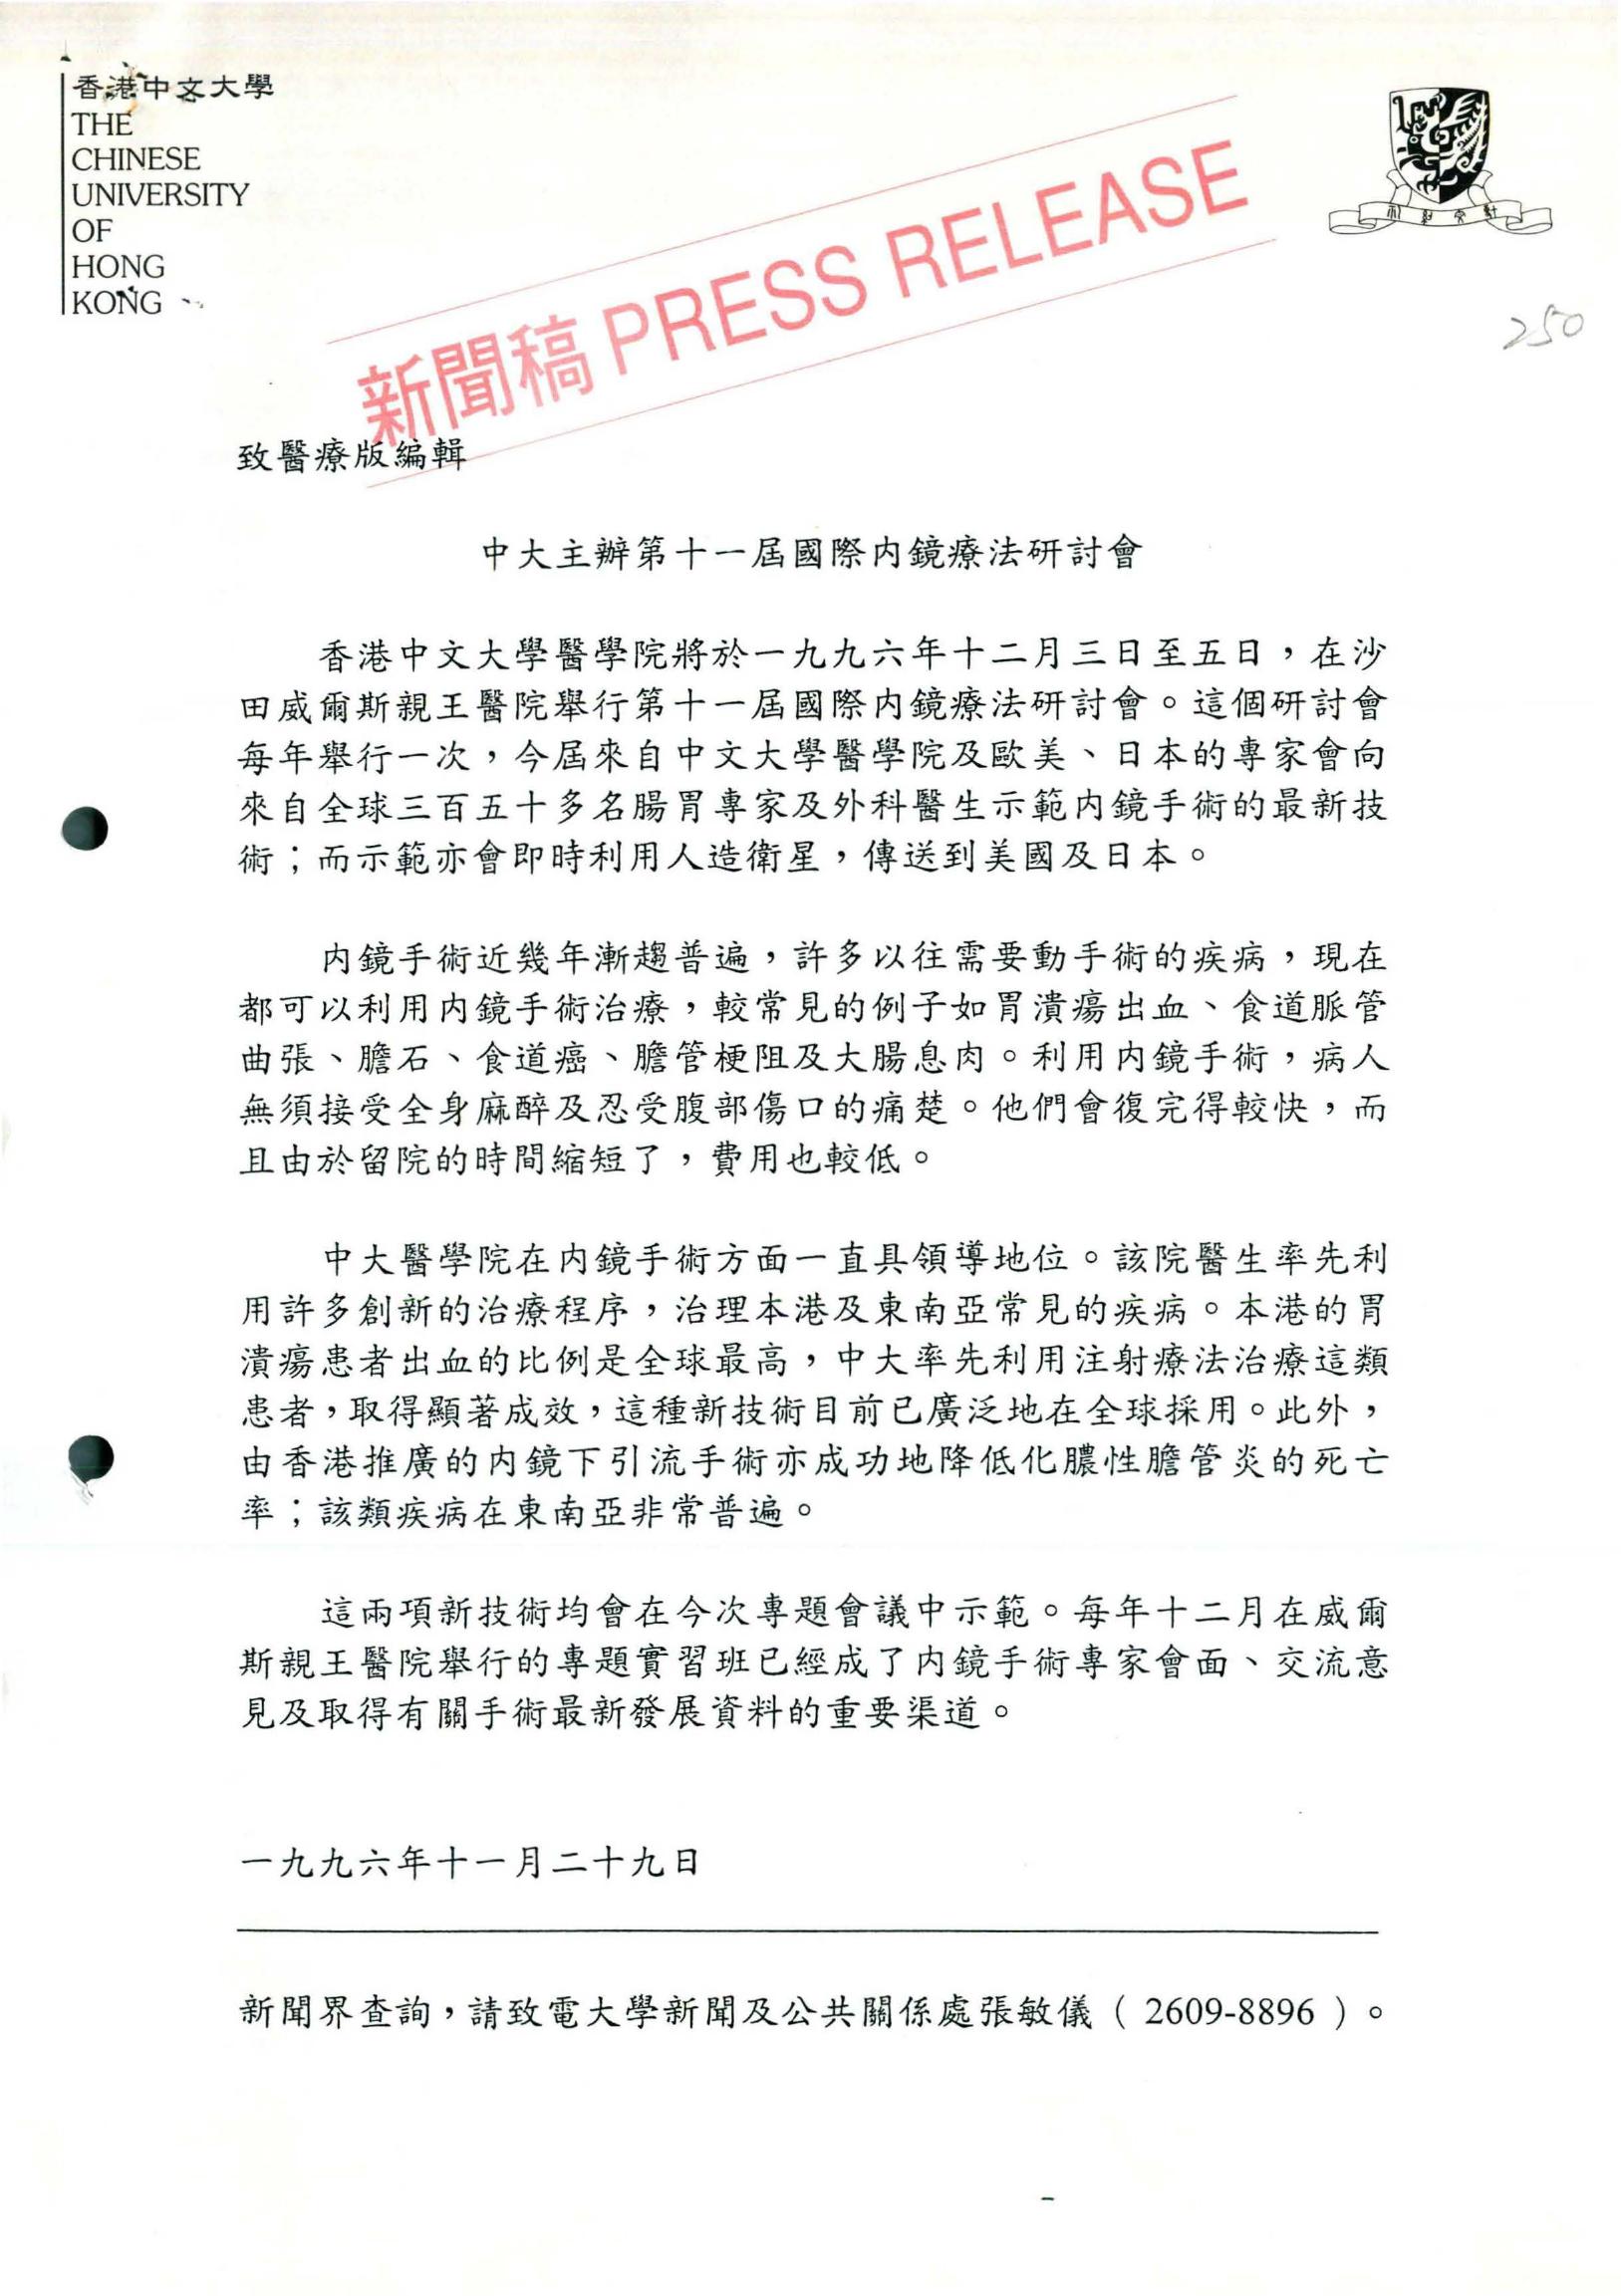 香港中文大學
THE
CHINESE
UNIVERSITY
OF
HONG
KONG
新聞稿 PRESS RELEASE
250
致醫療版編輯
中大主辦第十一屆國際內鏡療法研討會
香港中文大學醫學院將於一九九六年十二月三日至五日，在沙
田威爾斯親王醫院舉行第十一屆國際內鏡療法研討會。這個研討會
每年舉行一次，今屆來自中文大學醫學院及歐美、日本的專家會向
來自全球三百五十多名腸胃專家及外科醫生示範內鏡手術的最新技
術；而示範亦會即時利用人造衛星，傳送到美國及日本。
內鏡手術近幾年漸趨普遍，許多以往需要動手術的疾病，現在
都可以利用內鏡手術治療，較常見的例子如胃潰瘍出血、食道脈管
曲張、膽石、食道癌、膽管梗阻及大腸息肉。利用內鏡手術，病人
無須接受全身麻醉及忍受腹部傷口的痛楚。他們會復完得較快，而
且由於留院的時間縮短了，費用也較低。
中大醫學院在內鏡手術方面一直具領導地位。該院醫生率先利
用許多創新的治療程序，治理本港及東南亞常見的疾病。本港的胃
潰瘍患者出血的比例是全球最高，中大率先利用注射療法治療這類
患者，取得顯著成效，這種新技術目前已廣泛地在全球採用。此外，
由香港推廣的內鏡下引流手術亦成功地降低化膿性膽管炎的死亡
率；該類疾病在東南亞非常普遍。
這兩項新技術均會在今次專題會議中示範。每年十二月在威爾
斯親王醫院舉行的專題實習班已經成了內鏡手術專家會面、交流意
見及取得有關手術最新發展資料的重要渠道。
一九九六年十一月二十九日
新聞界查詢，請致電大學新聞及公共關係處張敏儀（2609-8896）。